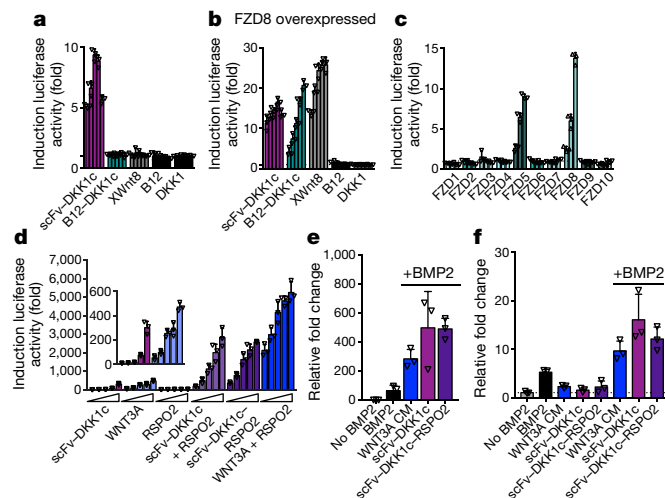 a
Induction luciferase
activity (fold)
10
5
scFv–DKK1c
B12–DKK1c
XWnt8
B12
DKK1
b
FZD8 overexpressed
Induction luciferase
activity (fold)
30
20
10
0
scFv–DKK1c
B12–DKK1c
XWnt8
B12
DKK1
c
Induction luciferase
activity (fold)
15
10
5
0
FZD1
FZD2
FZD3
FZD4
FZD5
FZD6
FZD7
FZD8
FZD9
FZD10
d
Induction luciferase
activity (fold)
7,000
6,000
5,000
4,000
3,000
2,000
1,000
0
scFv–DKK1c
WNT3A
RSPO2
scFv–DKK1c
+ RSPO2
scFv–DKK1c–
RSPO2
WNT3A + RSPO2
e
+BMP2
Relative fold change
1,000
800
600
400
200
0
No BMP2
BMP2
WNT3A CM
scFv–DKK1c
scFv–DKK1c–RSPO2
f
+BMP2
Relative fold change
30
20
10
0
No BMP2
BMP2
WNT3A CM
scFv–DKK1c
scFv–DKK1c–RSPO2
WNT3A CM
scFv–DKK1c
scFv–DKK1c–RSPO2